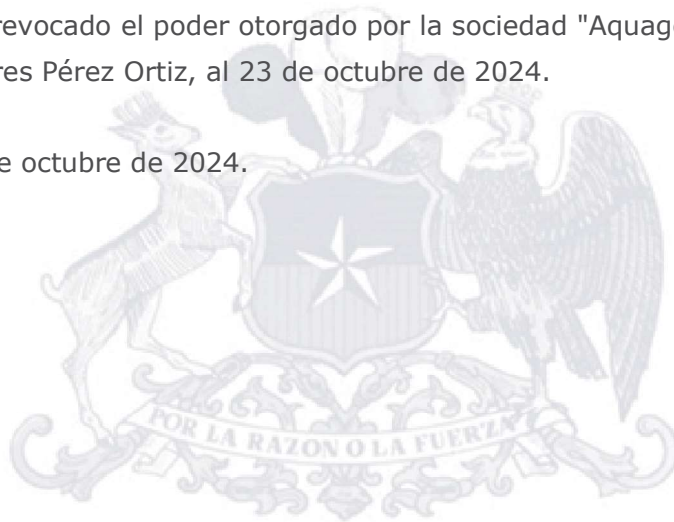 revocado el poder otorgado por la sociedad "Aquag
res Pérez Ortiz, al 23 de octubre de 2024.
e octubre de 2024.
POR LA RAZON O LA FUERZA